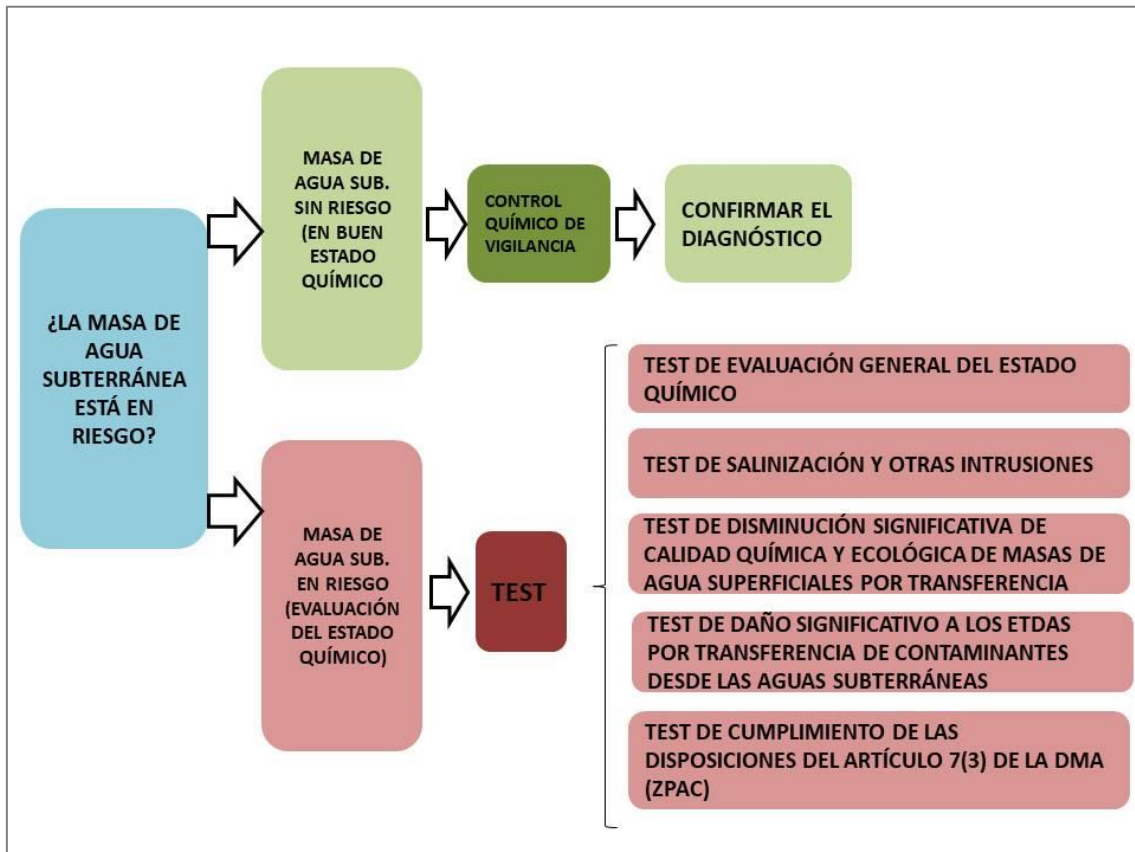 ¿LA MASA DE
AGUA
SUBTERRÁNEA
ESTÁ EN
RIESGO?
MASA DE
AGUA SUB.
SIN RIESGO
(EN BUEN
ESTADO
QUÍMICO
CONTROL
QUÍMICO DE
VIGILANCIA
CONFIRMAR EL
DIAGNÓSTICO
MASA DE
AGUA SUB.
EN RIESGO
(EVALUACIÓN
DEL ESTADO
QUÍMICO)
TEST
TEST DE EVALUACIÓN GENERAL DEL ESTADO
QUÍMICO
TEST DE SALINIZACIÓN Y OTRAS INTRUSIONES
TEST DE DISMINUCIÓN SIGNIFICATIVA DE
CALIDAD QUÍMICA Y ECOLÓGICA DE MASAS DE
AGUA SUPERFICIALES POR TRANSFERENCIA
TEST DE DAÑO SIGNIFICATIVO A LOS ETDAS
POR TRANSFERENCIA DE CONTAMINANTES
DESDE LAS AGUAS SUBTERRÁNEAS
TEST DE CUMPLIMIENTO DE LAS
DISPOSICIONES DEL ARTÍCULO 7(3) DE LA DMA
(ZPAC)